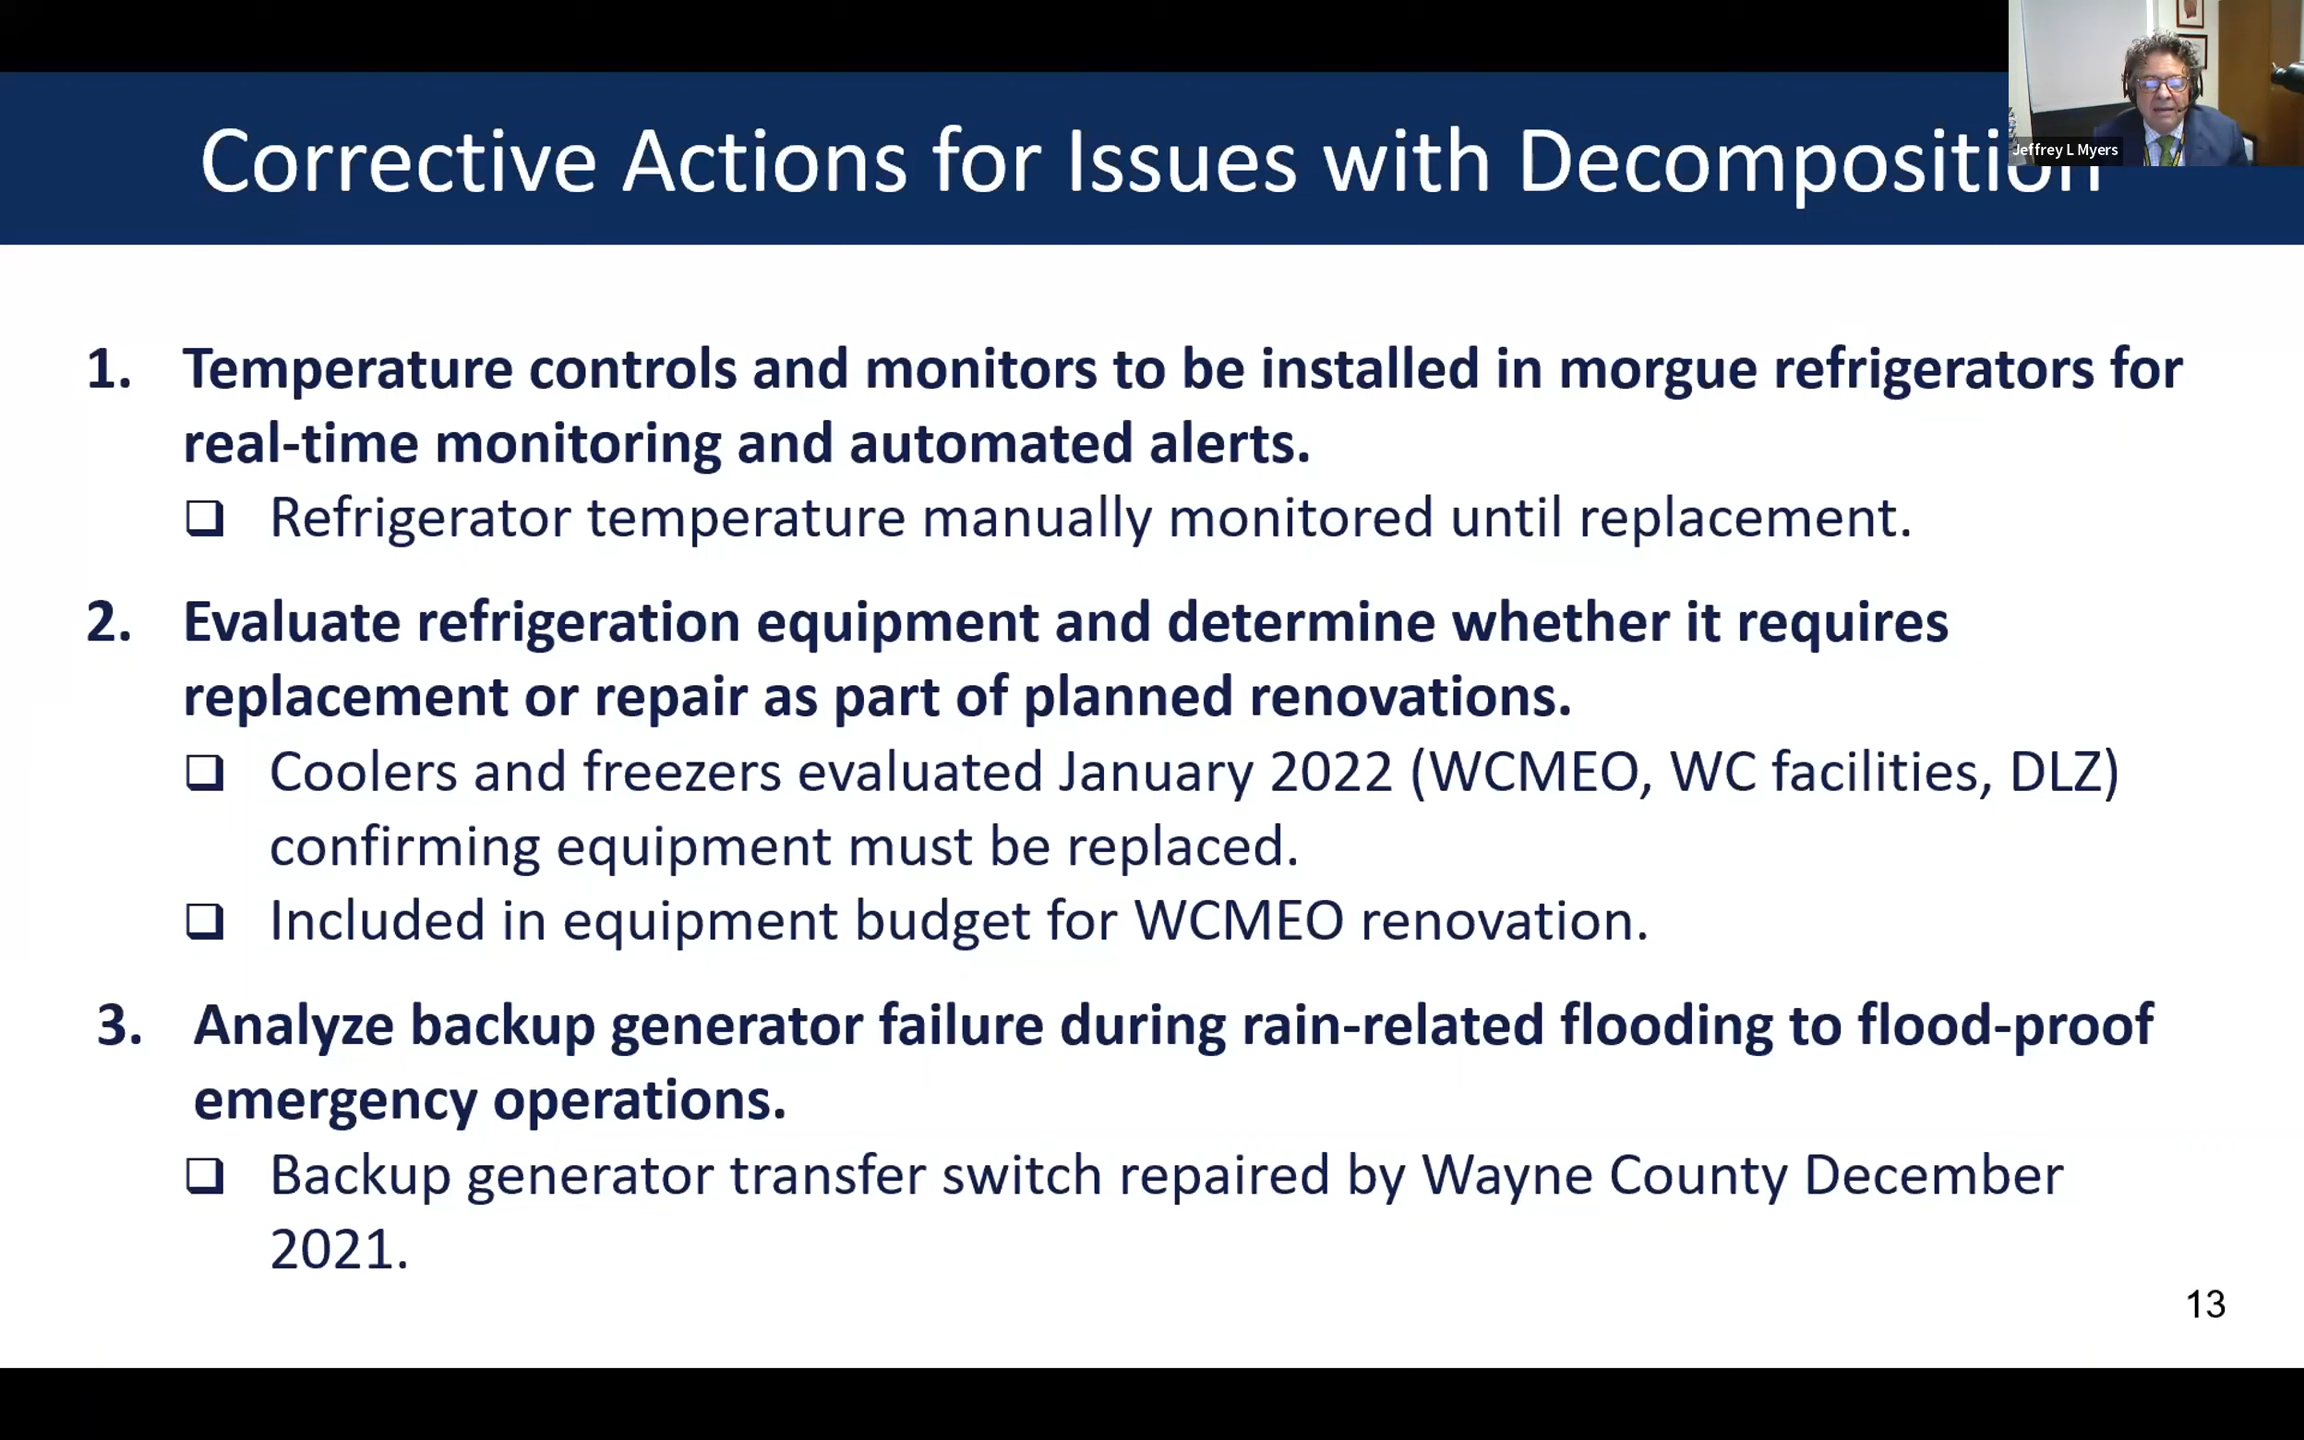 Corrective Actions for Issues with Decomposition
Jeffrey L Myers
1. Temperature controls and monitors to be installed in morgue refrigerators for
real-time monitoring and automated alerts.
❑ Refrigerator temperature manually monitored until replacement.
2. Evaluate refrigeration equipment and determine whether it requires
replacement or repair as part of planned renovations.
❑ Coolers and freezers evaluated January 2022 (WCMEO, WC facilities, DLZ)
confirming equipment must be replaced.
❑ Included in equipment budget for WCMEO renovation.
3. Analyze backup generator failure during rain-related flooding to flood-proof
emergency operations.
❑ Backup generator transfer switch repaired by Wayne County December
2021.
13